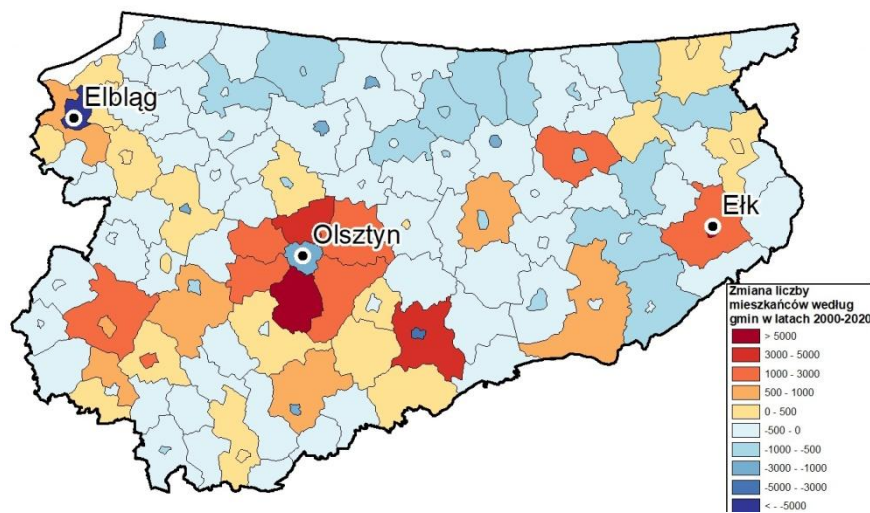 Elbląg
Olsztyn
Ełk
Zmiana liczby
mieszkańców według
gmin w latach 2000-2020
> 5000
3000 - 5000
1000 - 3000
500 - 1000
0 - 500
-500 - 0
-1000 - -500
-3000 - -1000
-5000 - -3000
< - -5000